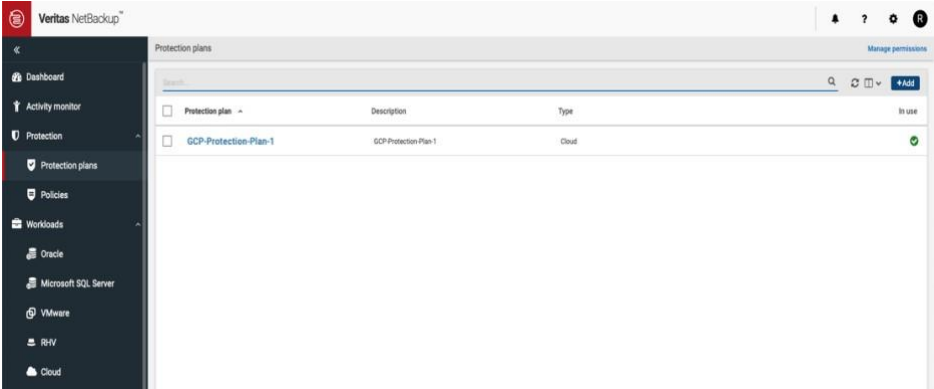 Veritas NetBackup™
R
Protection plans
Manage permissions
Dashboard
Search...
+Add
Activity monitor
Protection plan
Description
Type
In use
Protection
GCP-Protection-Plan-1
GCP-Protection-Plan-1
Cloud
Protection plans
Policies
Workloads
Oracle
Microsoft SQL Server
VMware
RHV
Cloud